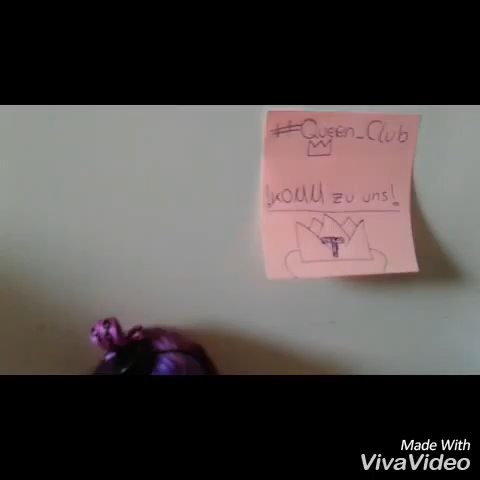 #Queen_Club
!KOMM zu uns!
T
Made With
VivaVideo